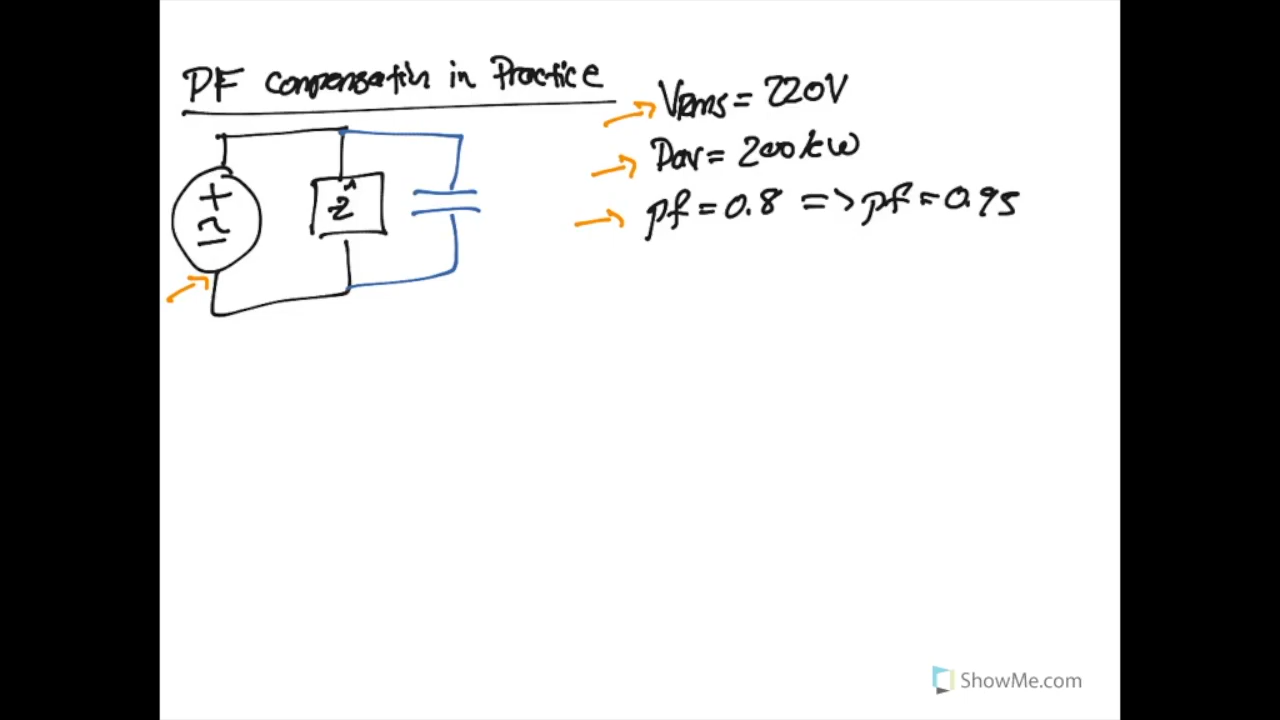 PF compensatin in Practice
VRms = 220V
Pav = 200kw
pf = 0.8 => pf = 0.95
+
~
-
Z
ShowMe.com